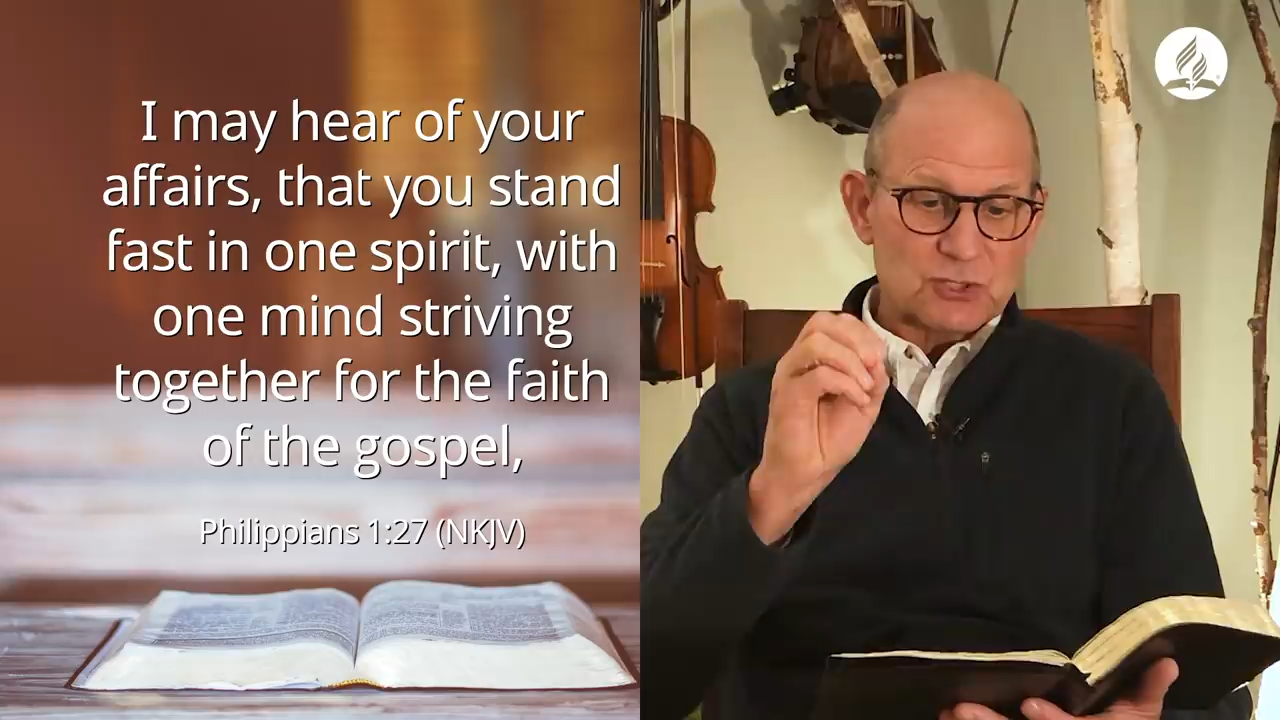 I may hear of your
affairs, that you stand
fast in one spirit, with
one mind striving
together for the faith
of the gospel,
Philippians 1:27 (NKJV)